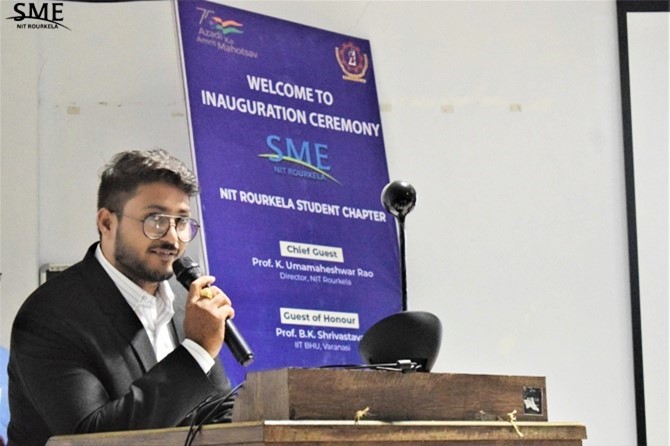 SME
NIT ROURKELA
75
Azadi Ka
Amrit Mahotsav
WELCOME TO
INAUGURATION CEREMONY
SME
NIT ROURKELA
NIT ROURKELA STUDENT CHAPTER
Chief Guest
Prof. K. Umamaheshwar Rao
Director, NIT Rourkela
Guest of Honour
Prof. B.K. Shrivastava
IIT BHU, Varanasi